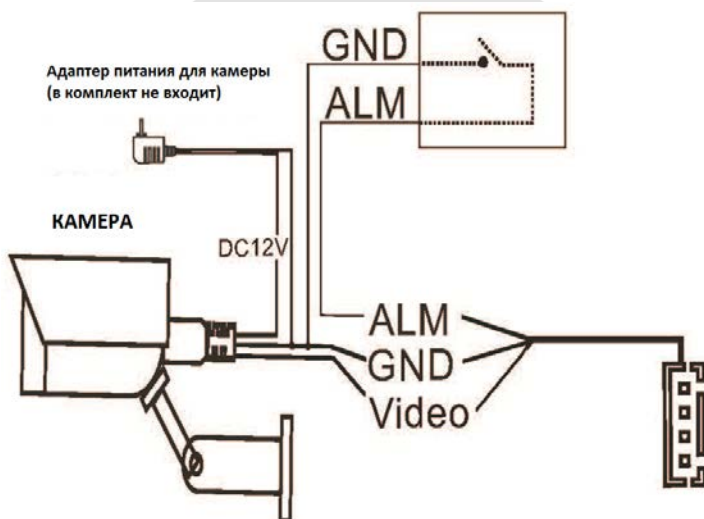 GND
Адаптер питания для камеры
(в комплект не входит)
ALM
КАМЕРА
DC12V
ALM
GND
Video